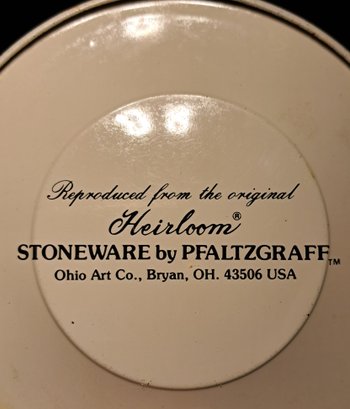 Reproduced from the original
Heirloom®
STONEWARE by PFALTZGRAFF™
Ohio Art Co., Bryan, OH. 43506 USA